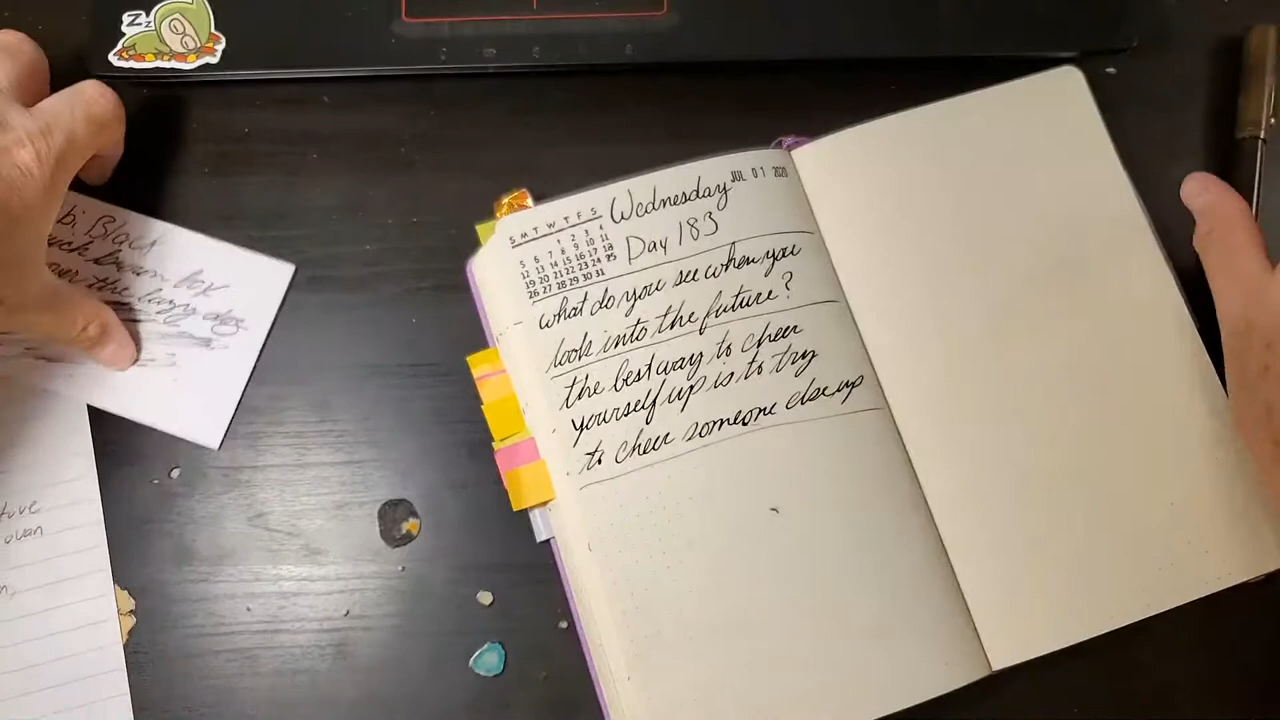 Zz
bi Black
uick brown fox
over the lazy dog
JUL 01 2020
Wednesday
Day 183
S M T W T F S
1 2 3 4
5 6 7 8 9 10 11
12 13 14 15 16 17 18
19 20 21 22 23 24 25
26 27 28 29 30 31
what do you see when you
look into the future?
the best way to cheer
yourself up is to try
to cheer someone else up